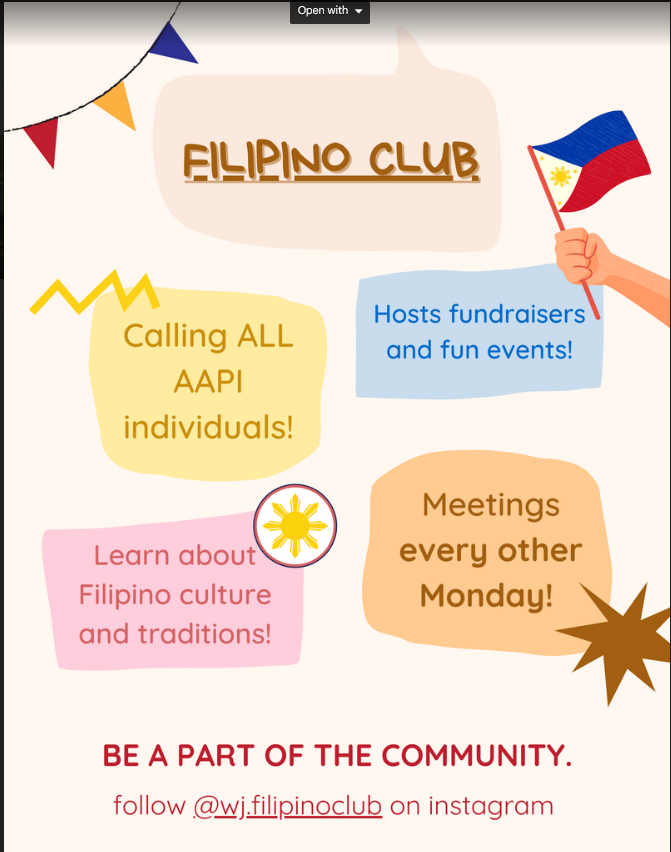 Open with
FILIPINO CLUB
Calling ALL
AAPI
individuals!
Hosts fundraisers
and fun events!
Learn about
Filipino culture
and traditions!
Meetings
every other
Monday!
BE A PART OF THE COMMUNITY.
follow @wj.filipinoclub on instagram